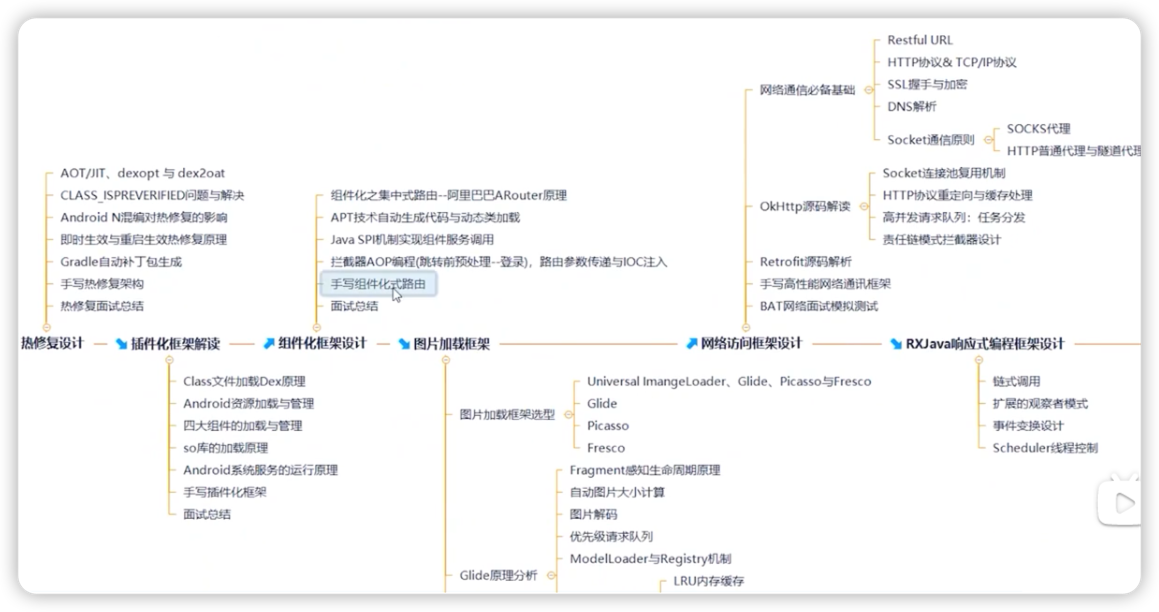 Restful URL
HTTP协议& TCP/IP协议
网络通信必备基础
SSL握手与加密
DNS解析
Socket通信原则
SOCKS代理
HTTP普通代理与隧道代理
AOT/JIT、dexopt 与 dex2oat
CLASS_ISPREVERIFIED问题与解决
Android N混编对热修复的影响
即时生效与重启生效热修复原理
Gradle自动补丁包生成
手写热修复架构
热修复面试总结
组件化之集中式路由--阿里巴巴ARouter原理
APT技术自动生成代码与动态类加载
Java SPI机制实现组件服务调用
拦截器AOP编程(跳转前预处理--登录)，路由参数传递与IOC注入
手写组件化式路由
面试总结
OkHttp源码解读
Socket连接池复用机制
HTTP协议重定向与缓存处理
高并发请求队列：任务分发
责任链模式拦截器设计
Retrofit源码解析
手写高性能网络通讯框架
BAT网络面试模拟测试
热修复设计
插件化框架解读
组件化框架设计
图片加载框架
网络访问框架设计
RXJava响应式编程框架设计
Class文件加载Dex原理
Android资源加载与管理
四大组件的加载与管理
so库的加载原理
Android系统服务的运行原理
手写插件化框架
面试总结
图片加载框架选型
Universal ImangeLoader、Glide、Picasso与Fresco
Glide
Picasso
Fresco
Glide原理分析
Fragment感知生命周期原理
自动图片大小计算
图片解码
优先级请求队列
ModelLoader与Registry机制
LRU内存缓存
链式调用
扩展的观察者模式
事件变换设计
Scheduler线程控制